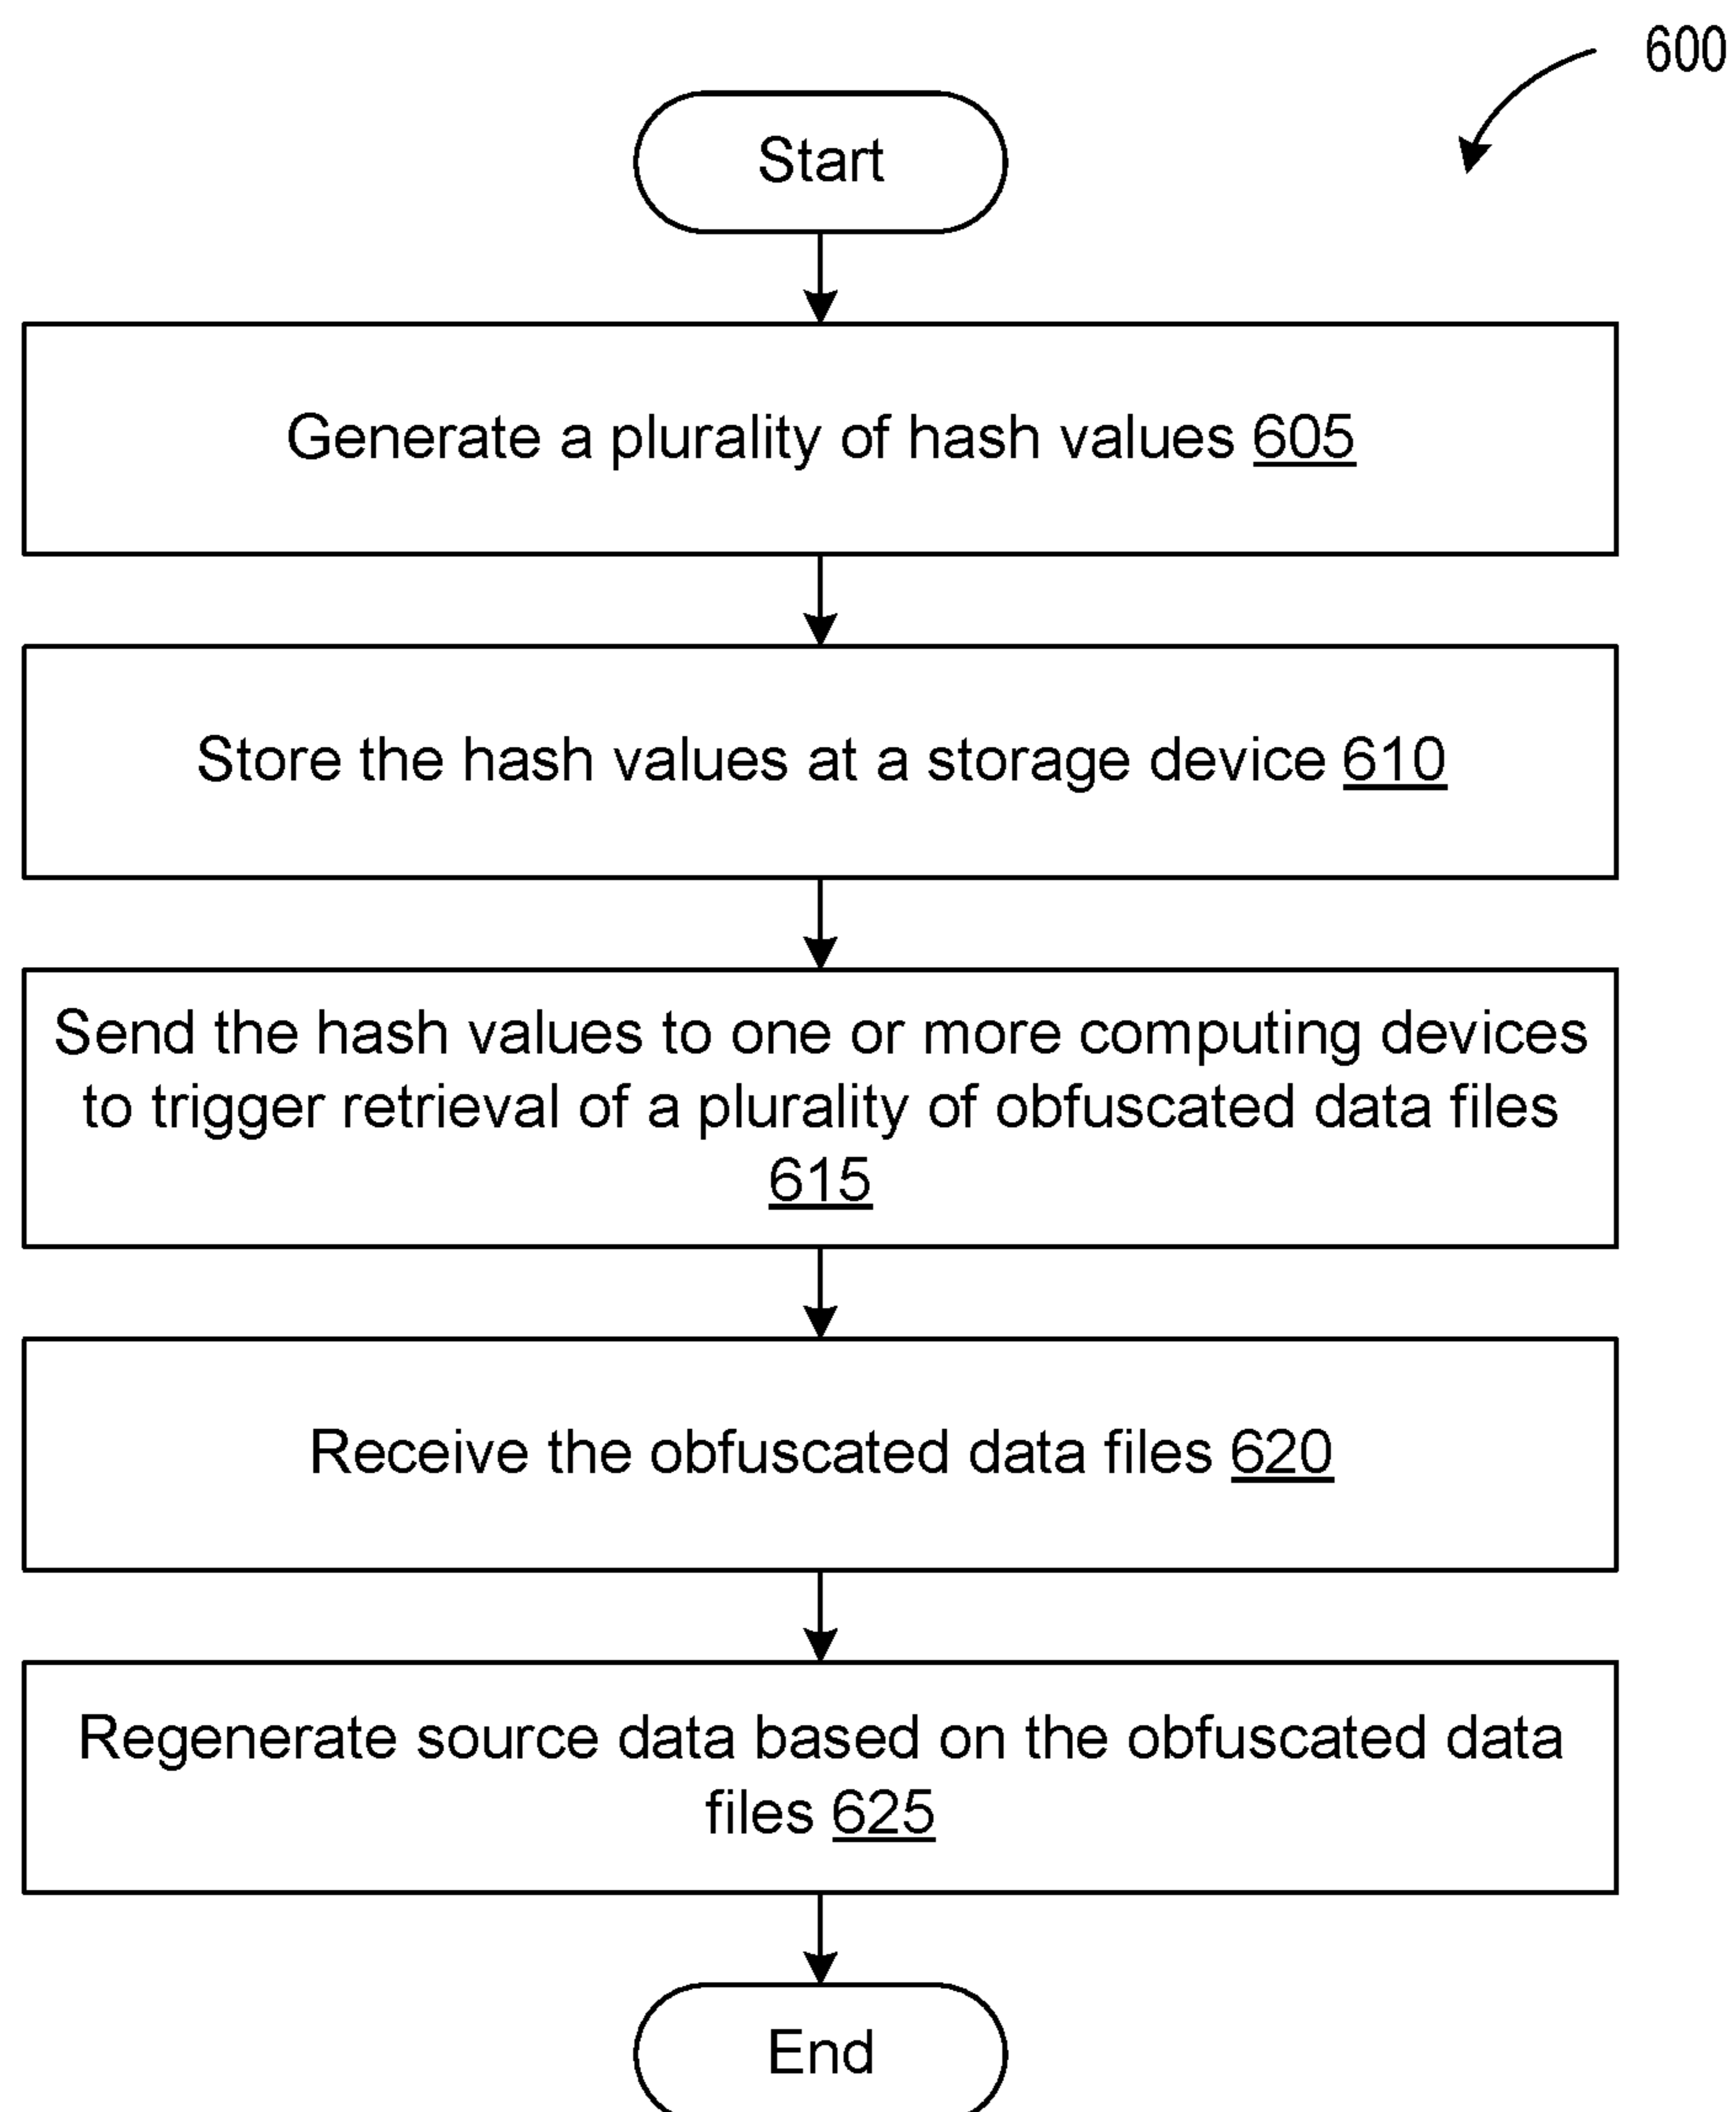 600
Start
Generate a plurality of hash values 605
Store the hash values at a storage device 610
Send the hash values to one or more computing devices
to trigger retrieval of a plurality of obfuscated data files
615
Receive the obfuscated data files 620
Regenerate source data based on the obfuscated data
files 625
End